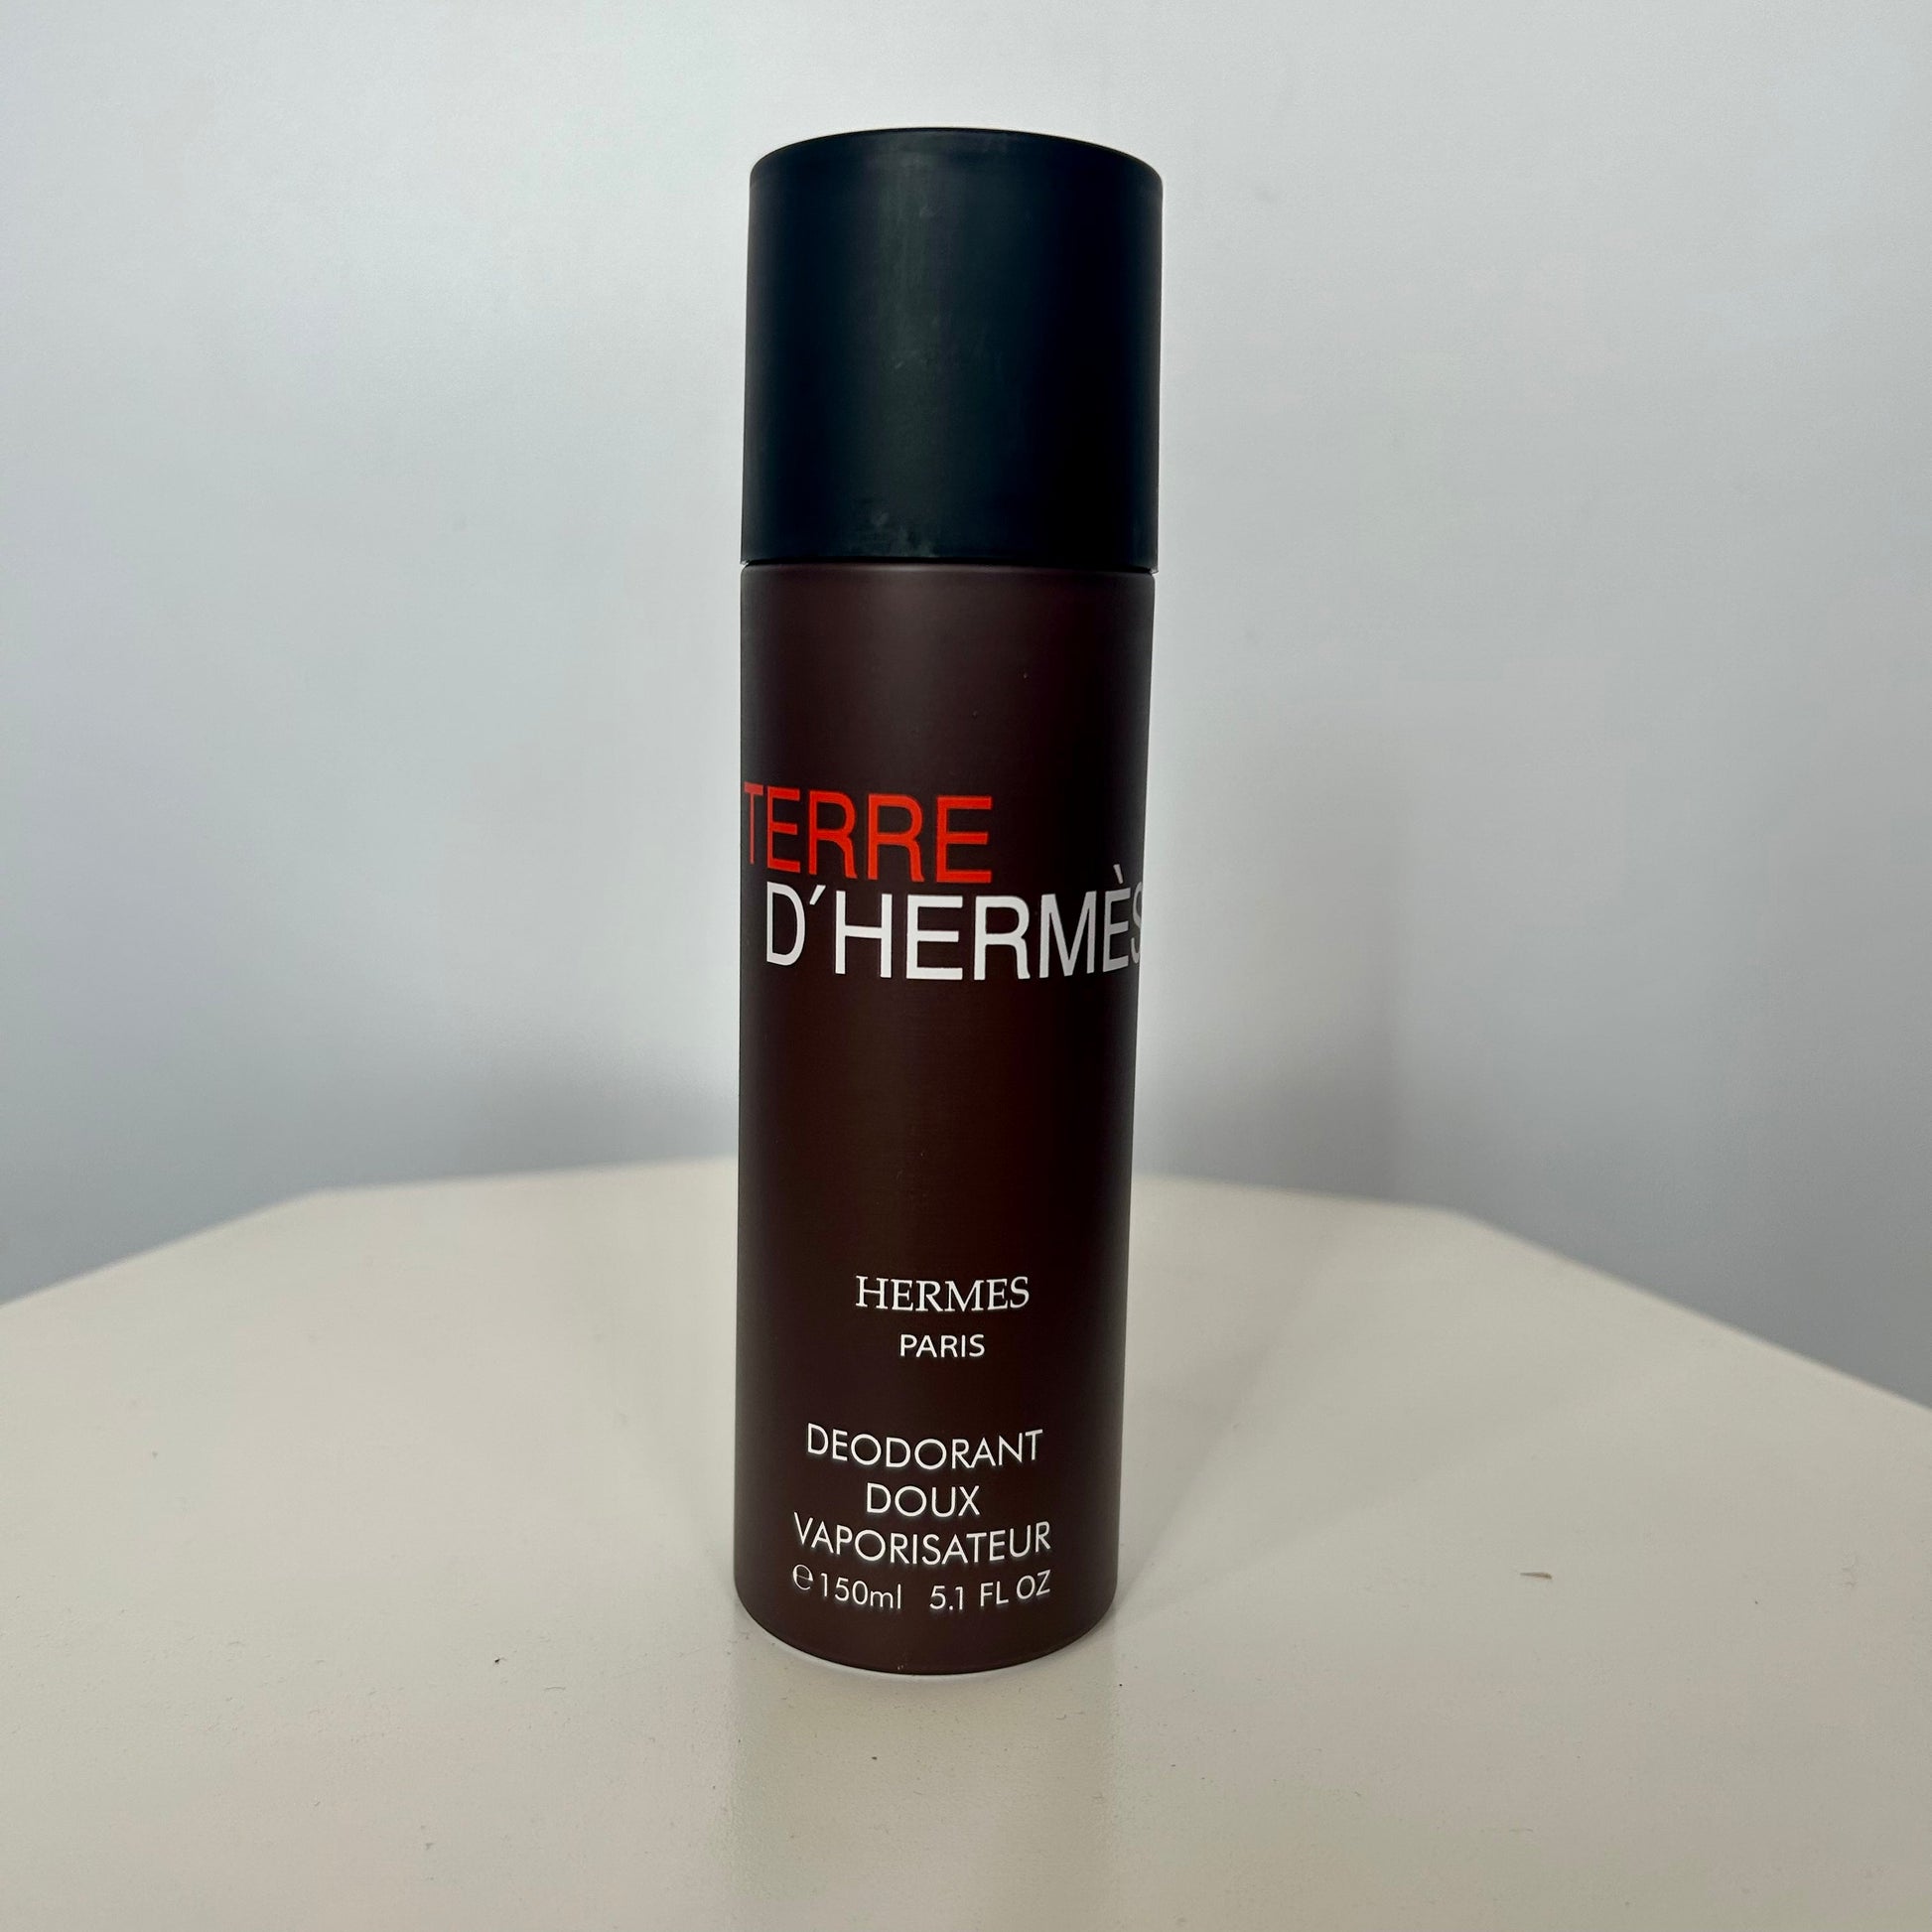 TERRE
D´HERMÈS
HERMES
PARIS
DEODORANT
DOUX
VAPORISATEUR
℮150ml 5.1 FL OZ